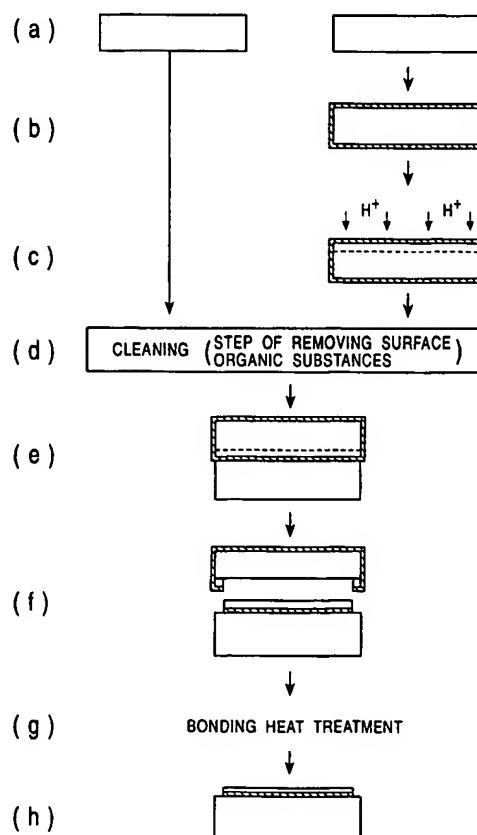 (a)
(b)
H+ H+
(c)
(d) CLEANING (STEP OF REMOVING SURFACE
ORGANIC SUBSTANCES)
(e)
(f)
(g) BONDING HEAT TREATMENT
(h)